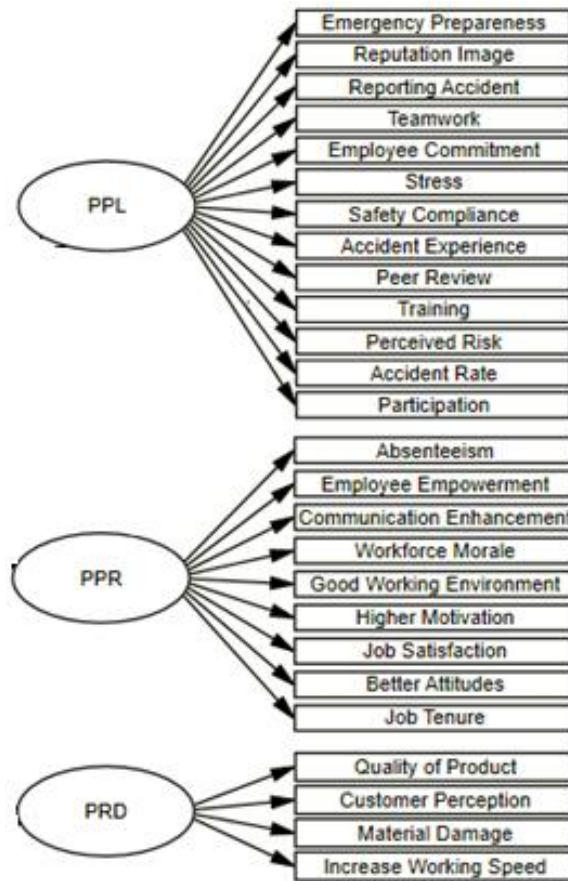 Emergency Prepareness
Reputation Image
Reporting Accident
Teamwork
Employee Commitment
Stress
PPL
Safety Compliance
Accident Experience
Peer Review
Training
Perceived Risk
Accident Rate
Participation
Absenteeism
Employee Empowerment
Communication Enhancement
Workforce Morale
PPR
Good Working Environment
Higher Motivation
Job Satisfaction
Better Attitudes
Job Tenure
Quality of Product
Customer Perception
PRD
Material Damage
Increase Working Speed